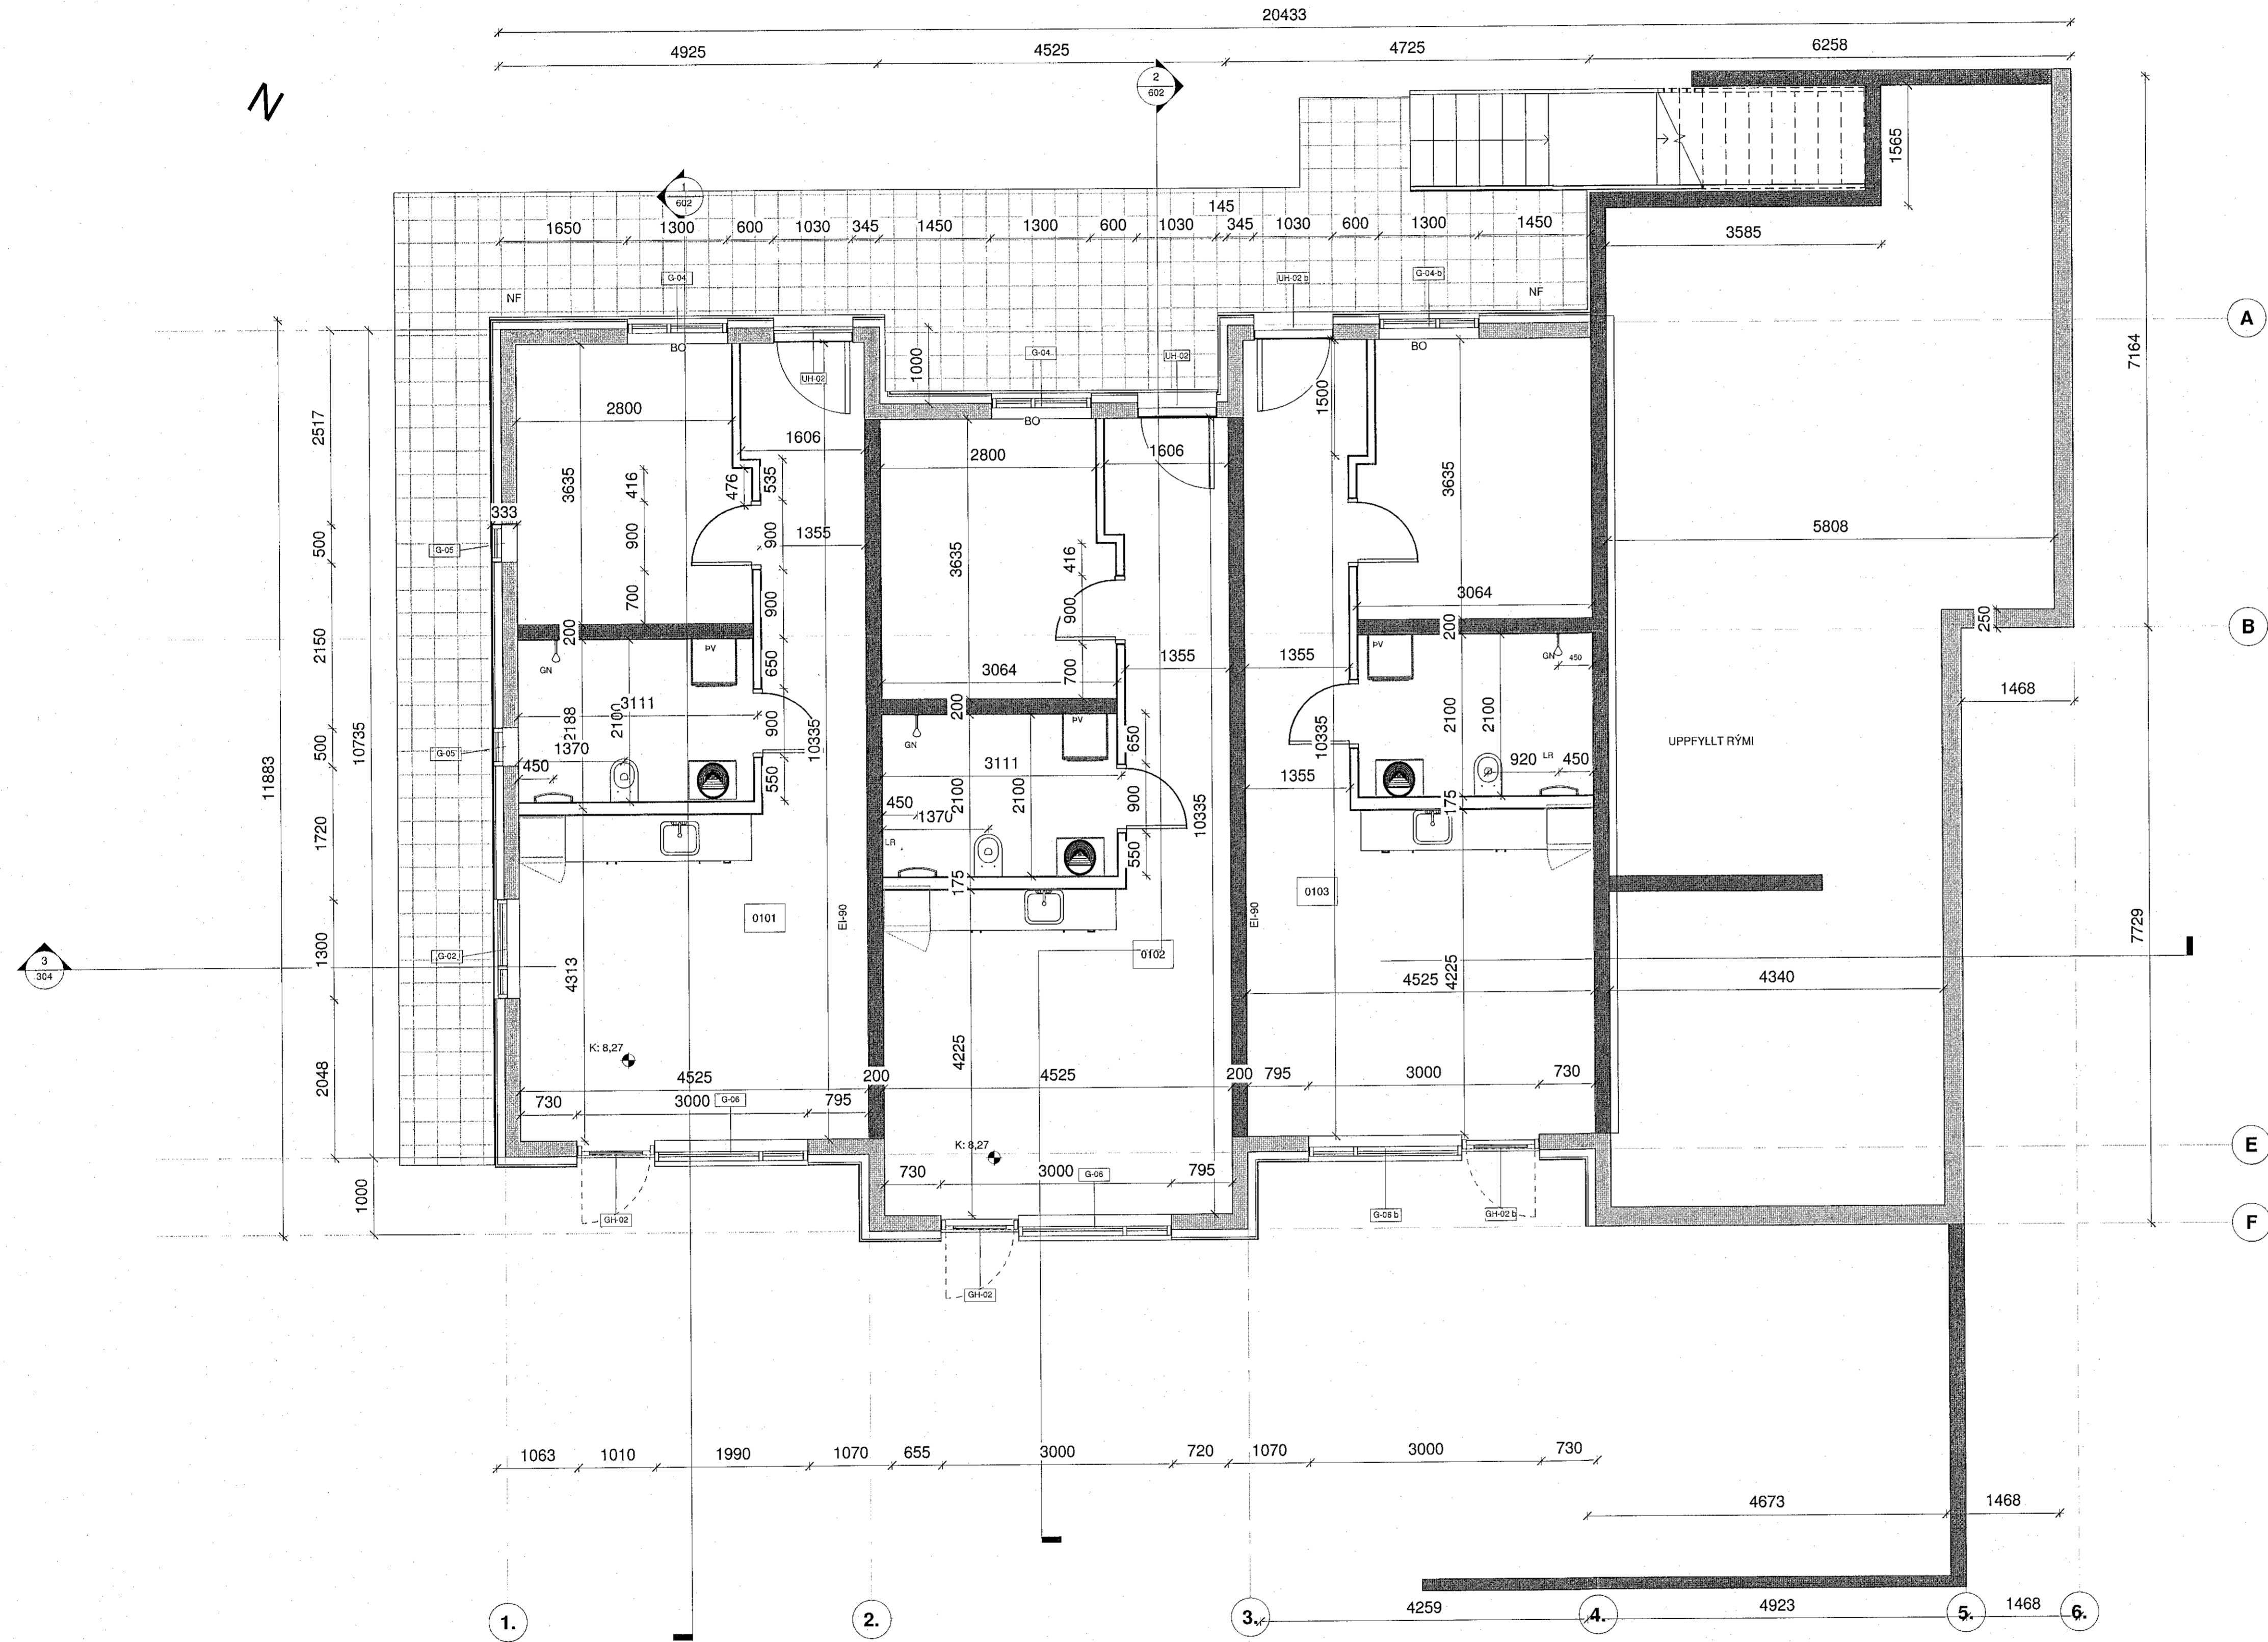 20433
4925 4525 4725 6258
N
2
602
1
602
1565
145
1650 1300 600 1030 345 1450 1300 600 1030 345 1030 600 1300 1450
3585
G-04 UH-02 b G-04-b
NF NF
A
BO BO
G-04 UH-02
UH-02
1000
1500
7164
2517
2800
BO
1606
2800 1606
3635
416
476
535
3635
333
900
900
1355
3635
416
5808
500
G-05
700
900
900
3064
200
200
250
B
2150
GN
ÞV
650
3064
700
1355 1355
ÞV
GN 450
1468
3111
2188
2100
900
200
ÞV
GN
650
10335
2100
2100
UPPFYLLT RÝMI
500
G-05
10735
11883
1370
450
10335
3111
550
1355
920 LR 450
450
1370
2100
2100
900
10335
175
1720
LR
550
175
0101
EI-90
0103
EI-90
7729
1300
G-02
3
304
4313
0102
4525
4225
4340
K: 8,27
4225
2048
4525 200 4525 200 795 3000 730
730 3000 G-06 795
K: 8,27
E
730 3000 795
G-06
1000
GH-02
G-06 b GH-02 b
F
GH-02
1063 1010 1990 1070 655 3000 720 1070 3000 730
4673 1468
1. 2. 3. 4259 4. 4923 5. 1468 6.